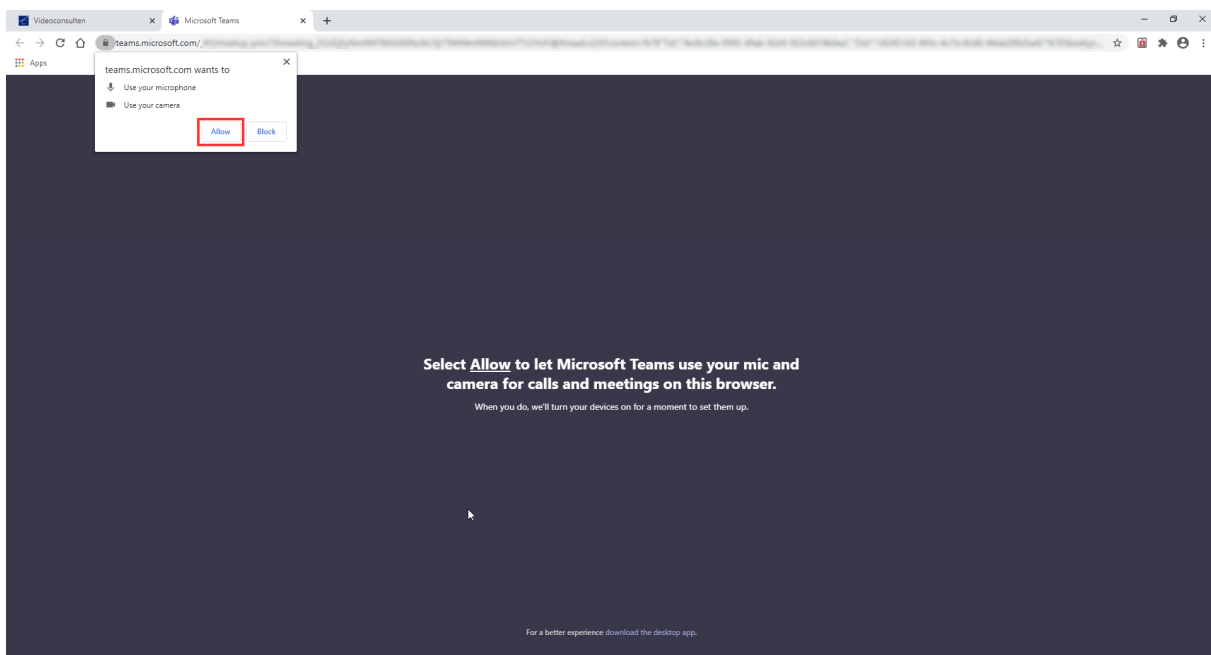 Videoconsulten
Microsoft Teams
teams.microsoft.com/
Apps
teams.microsoft.com wants to
Use your microphone
Use your camera
Allow
Block
Select Allow to let Microsoft Teams use your mic and
camera for calls and meetings on this browser.
When you do, we'll turn your devices on for a moment to set them up.
For a better experience download the desktop app.